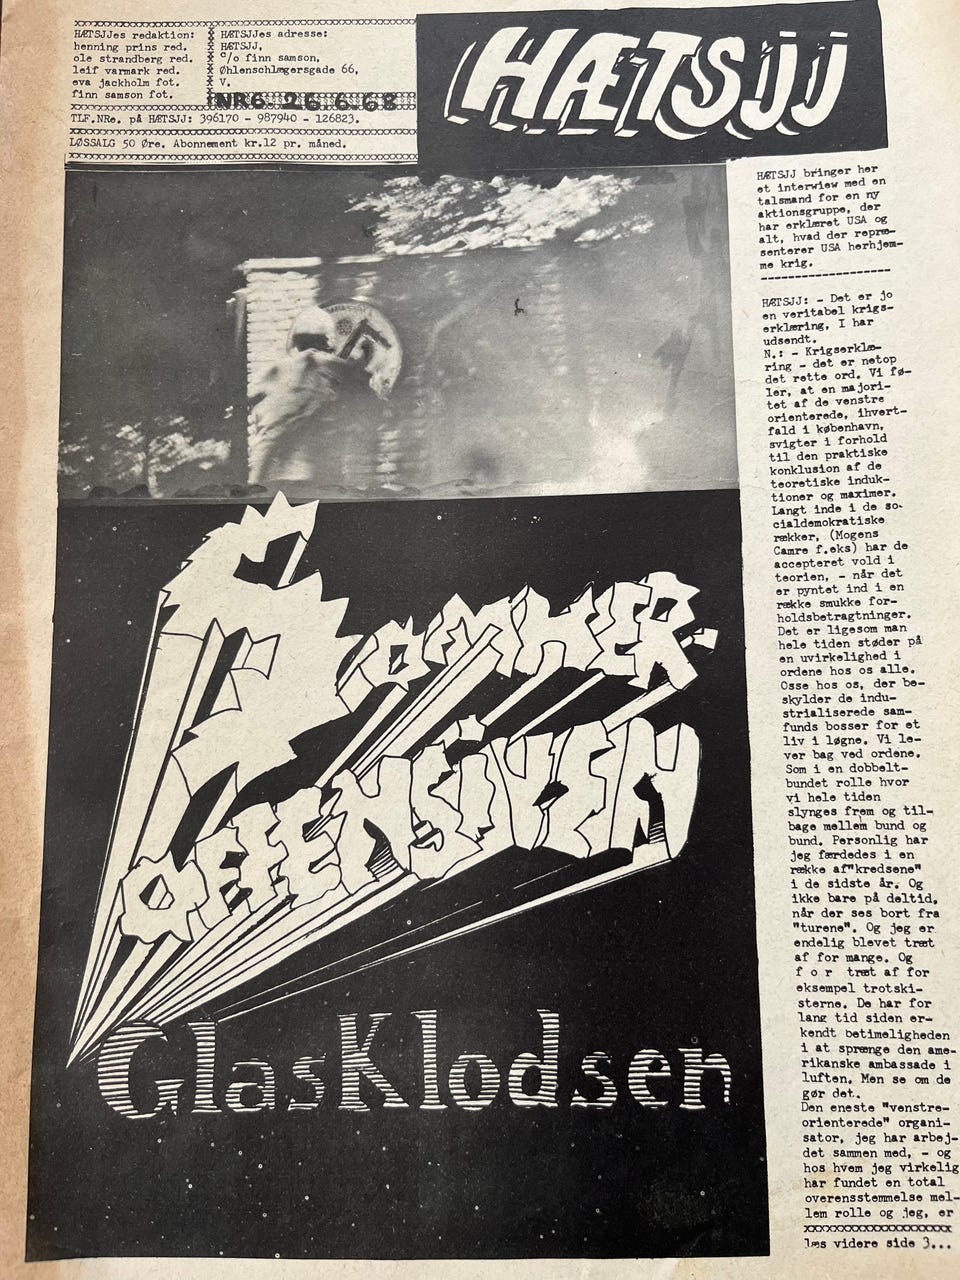 HÆTSJJes redaktion:
henning prins red.
ole strandberg red.
leif varmark red.
eva jackholm fot.
finn samson fot.
HÆTSJJes adresse:
HÆTSJJ,
c/o finn samson,
Øhlenschlægersgade 66,
V.
NR6. 26.6.68
TLF.NRe. på HÆTSJJ: 396170 - 987940 - 126823.
LØSSALG 50 Øre. Abonnement kr.12 pr. måned.
HÆTSJJ
SOMMER-
OFFENSIVEN
GlasKlodsen
HÆTSJJ bringer her
et interwiew med en
talsmand for en ny
aktionsgruppe, der
har erklæret USA og
alt, hvad der repræ-
senterer USA herhjem-
me krig.
HÆTSJJ: - Det er jo
en veritabel krigs-
erklæring, I har
udsendt.
N.: - Krigserklæ-
ring - det er netop
det rette ord. Vi fø-
ler, at en majori-
tet af de venstre
orienterede, ihvert-
fald i københavn,
svigter i forhold
til den praktiske
konklusion af de
teoretiske induk-
tioner og maximer.
Langt inde i de so-
cialdemokratiske
rækker, (Mogens
Camre f.eks) har de
accepteret vold i
teorien, - når det
er pyntet ind i en
række smukke for-
holdsbetragtninger.
Det er ligesom man
hele tiden støder på
en uvirkelighed i
ordene hos os alle.
Osse hos os, der be-
skylder de indu-
strialiserede sam-
funds bosser for et
liv i løgne. Vi le-
ver bag ved ordene.
Som i en dobbelt-
bundet rolle hvor
vi hele tiden
slynges frem og til-
bage mellem bund og
bund. Personlig har
jeg færdedes i en
række af"kredsene"
i de sidste år. Og
ikke bare på deltid,
når der ses bort fra
"turene". Og jeg er
endelig blevet træt
af for mange. Og
f o r træt af for
eksempel trotski-
sterne. De har for
lang tid siden er-
kendt betimeligheden
i at sprænge den ame-
rikanske ambassade i
luften. Men se om de
gør det.
Den eneste "venstre-
orienterede" organi-
sator, jeg har arbej-
det sammen med, - og
hos hvem jeg virkelig
har fundet en total
overensstemmelse mel-
lem rolle og jeg, er
læs videre side 3...